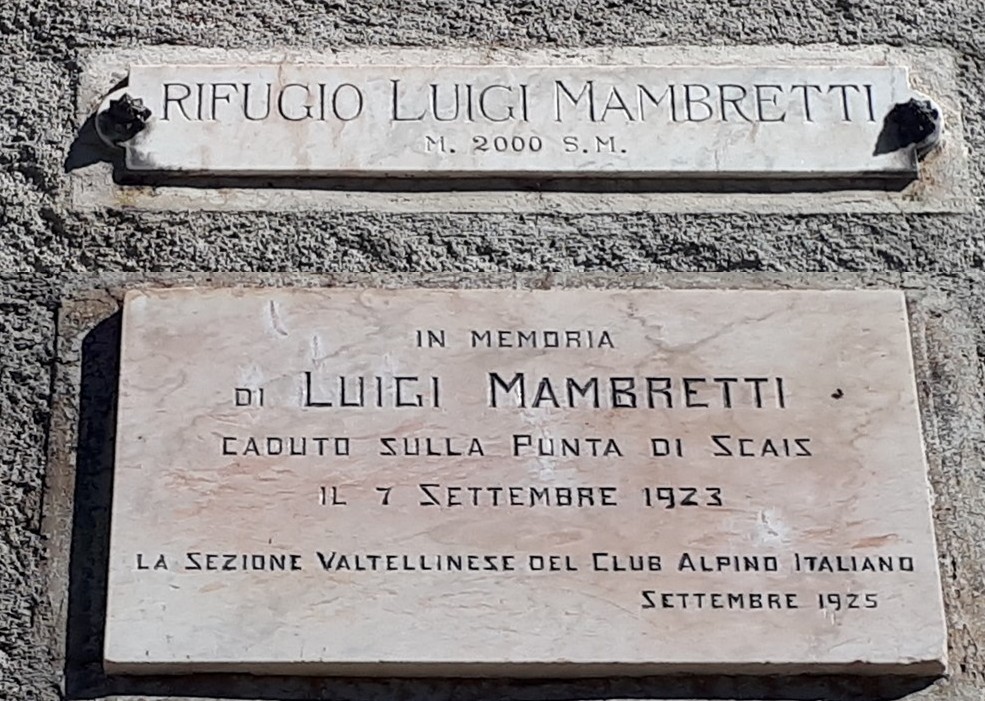 RIFUGIO LUIGI MAMBRETTI
M. 2000 S.M.
IN MEMORIA
DI LUIGI MAMBRETTI
CADUTO SULLA PUNTA DI SCAIS
IL 7 SETTEMBRE 1923
LA SEZIONE VALTELLINESE DEL CLUB ALPINO ITALIANO
SETTEMBRE 1925